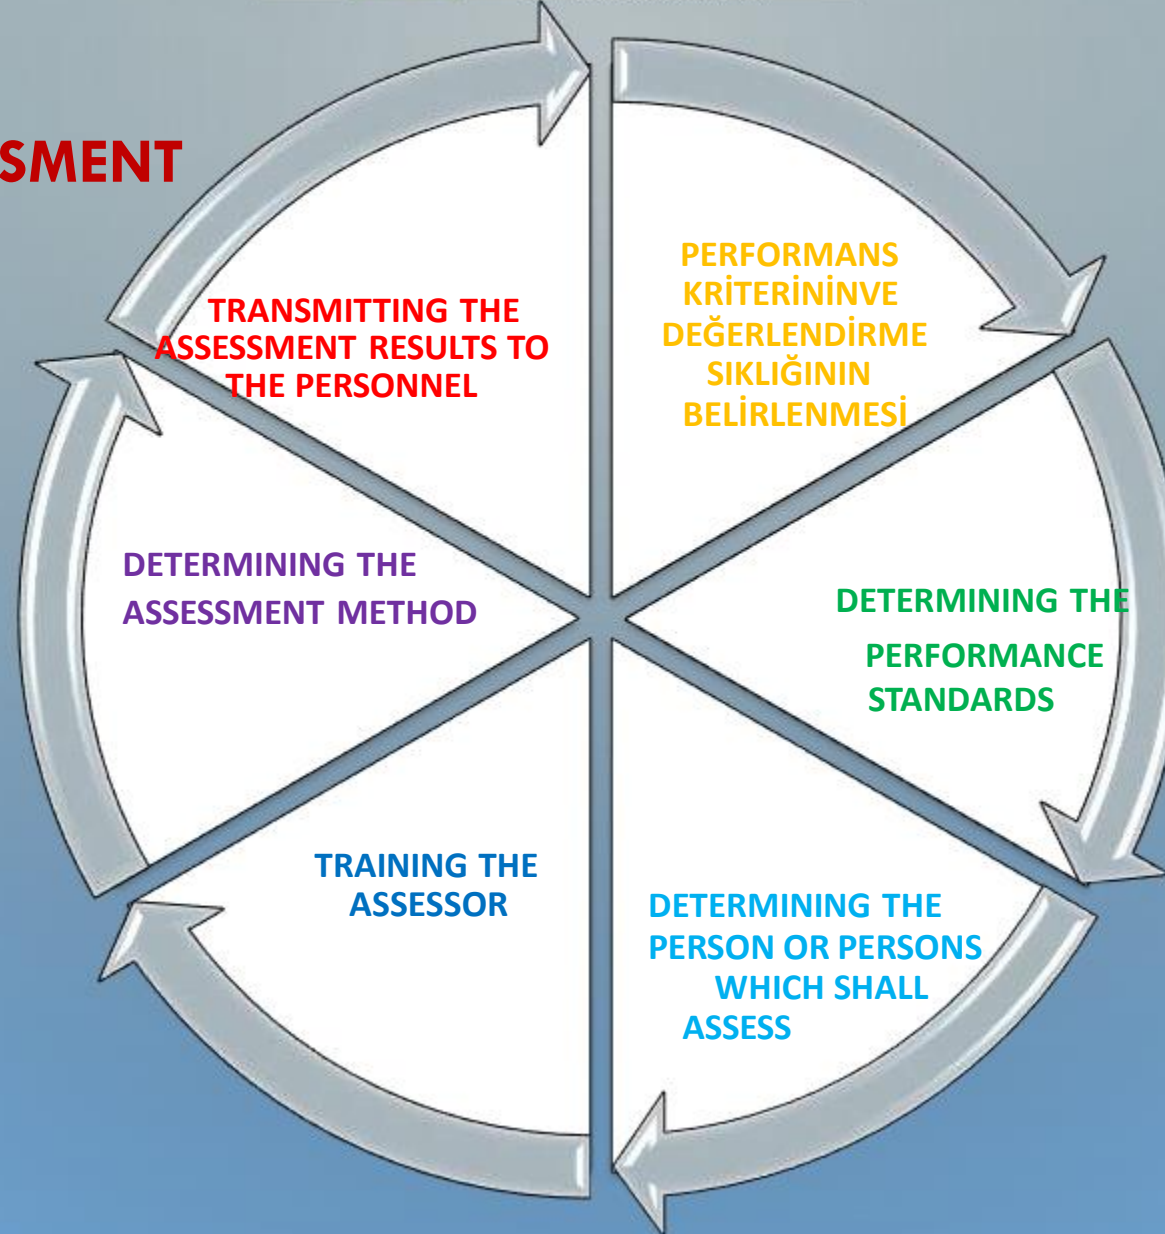 SMENT
PERFORMANS
KRİTERİNİNVE
DEĞERLENDİRME
SIKLIĞININ
BELİRLENMESİ
DETERMINING THE
PERFORMANCE
STANDARDS
DETERMINING THE
PERSON OR PERSONS
WHICH SHALL
ASSESS
TRAINING THE
ASSESSOR
DETERMINING THE
ASSESSMENT METHOD
TRANSMITTING THE
ASSESSMENT RESULTS TO
THE PERSONNEL